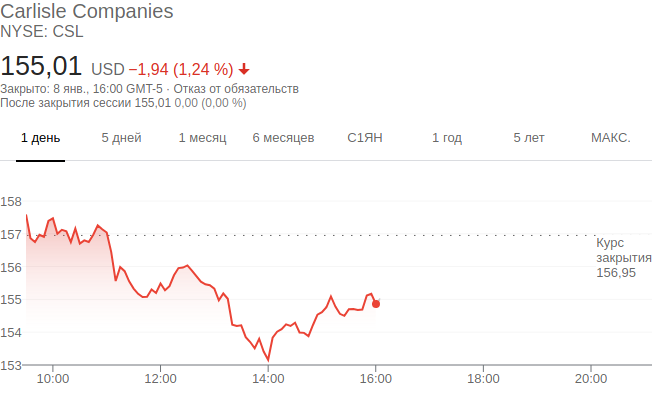 Carlisle Companies
NYSE: CSL
155,01 USD −1,94 (1,24 %)
Закрыто: 8 янв., 16:00 GMT-5 · Отказ от обязательств
После закрытия сессии 155,01 0,00 (0,00 %)
1 день 5 дней 1 месяц 6 месяцев С1ЯН 1 год 5 лет МАКС.
158
157
Курс
закрытия
156,95
156
155
154
153
10:00 12:00 14:00 16:00 18:00 20:00